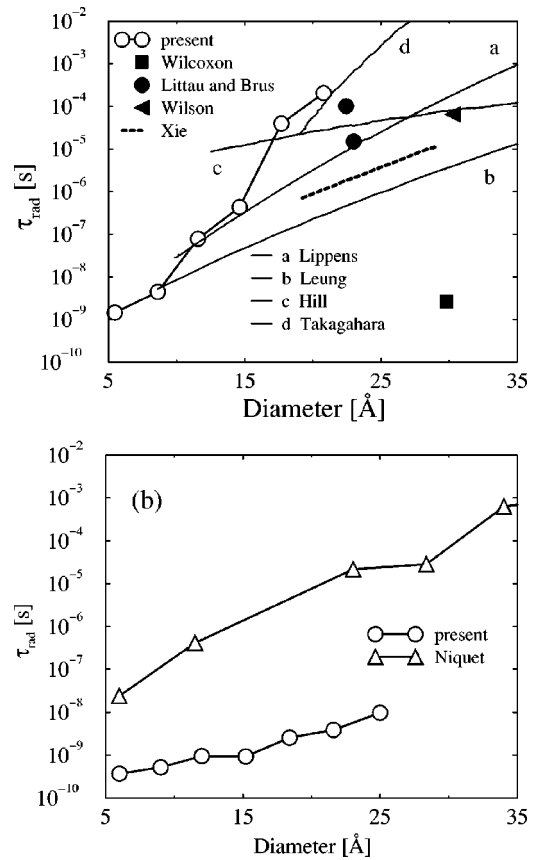 10⁻²
10⁻³
10⁻⁴
10⁻⁵
10⁻⁶
10⁻⁷
10⁻⁸
10⁻⁹
10⁻¹⁰
τrad [s]
present
Wilcoxon
Littau and Brus
Wilson
Xie
d
a
c
b
a Lippens
b Leung
c Hill
d Takagahara
5 15 25 35
Diameter [Å]
10⁻²
10⁻³
10⁻⁴
10⁻⁵
10⁻⁶
10⁻⁷
10⁻⁸
10⁻⁹
10⁻¹⁰
τrad [s]
(b)
present
Niquet
5 15 25 35
Diameter [Å]